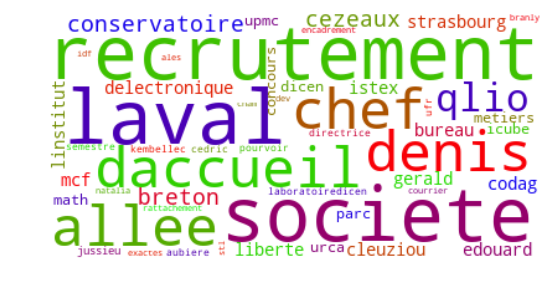 conservatoire upmc cezeaux strasbourg branly
encadrement
recrutement
idf ales
delectronique concours dicen istex qlio
linstitut laval crwan dev chef ufr metiers
directrice bureau icube
semestre kembellec cedric pourvoir denis
daccueil
mcf natalia breton laboratoiredicen courrier gerald codag
math rattachement parc
allee societe
jussieu exactes aubiere stl liberte urca cleuziou edouard